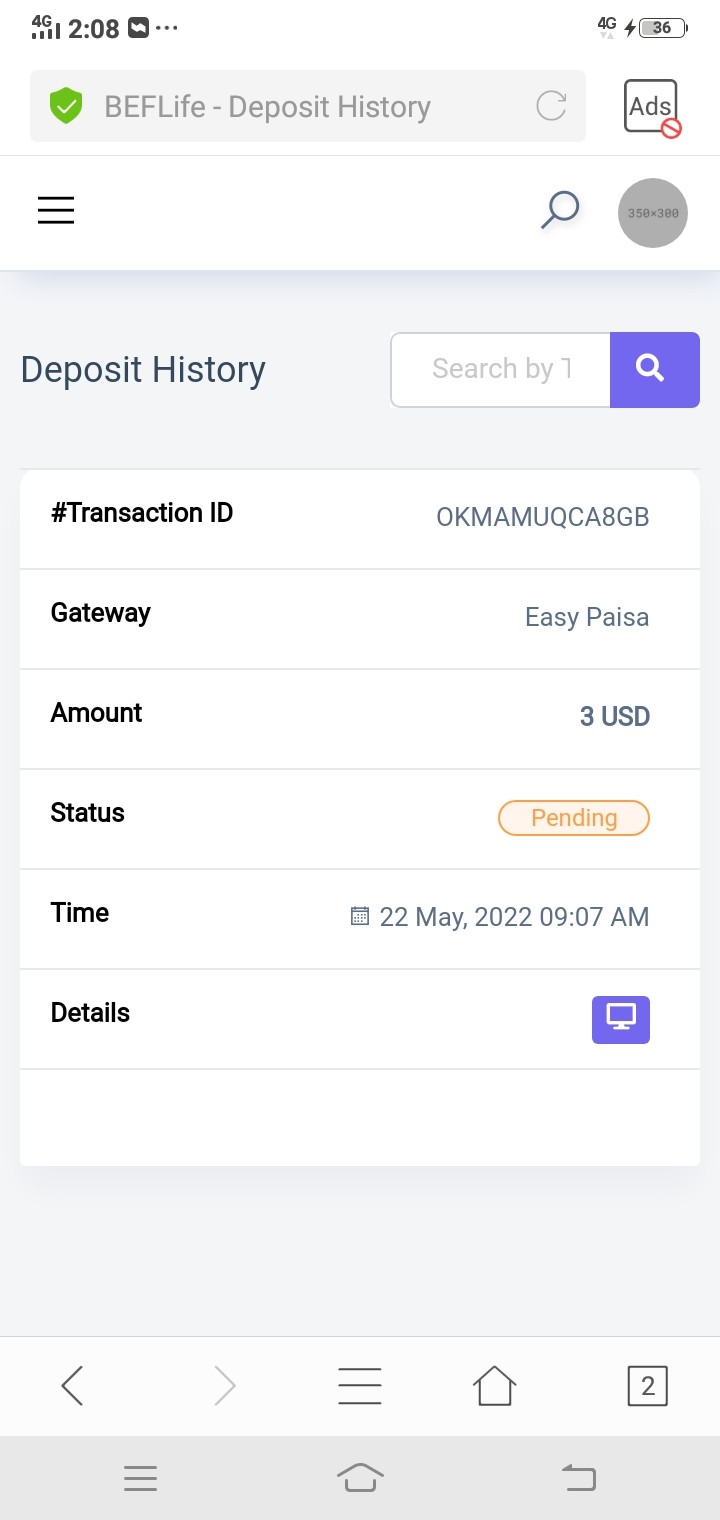 4G 2:08 ... 4G 36
BEFLife - Deposit History Ads
350×300
Deposit History Search by T
#Transaction ID OKMAMUQCA8GB
Gateway Easy Paisa
Amount 3 USD
Status Pending
Time 22 May, 2022 09:07 AM
Details
2